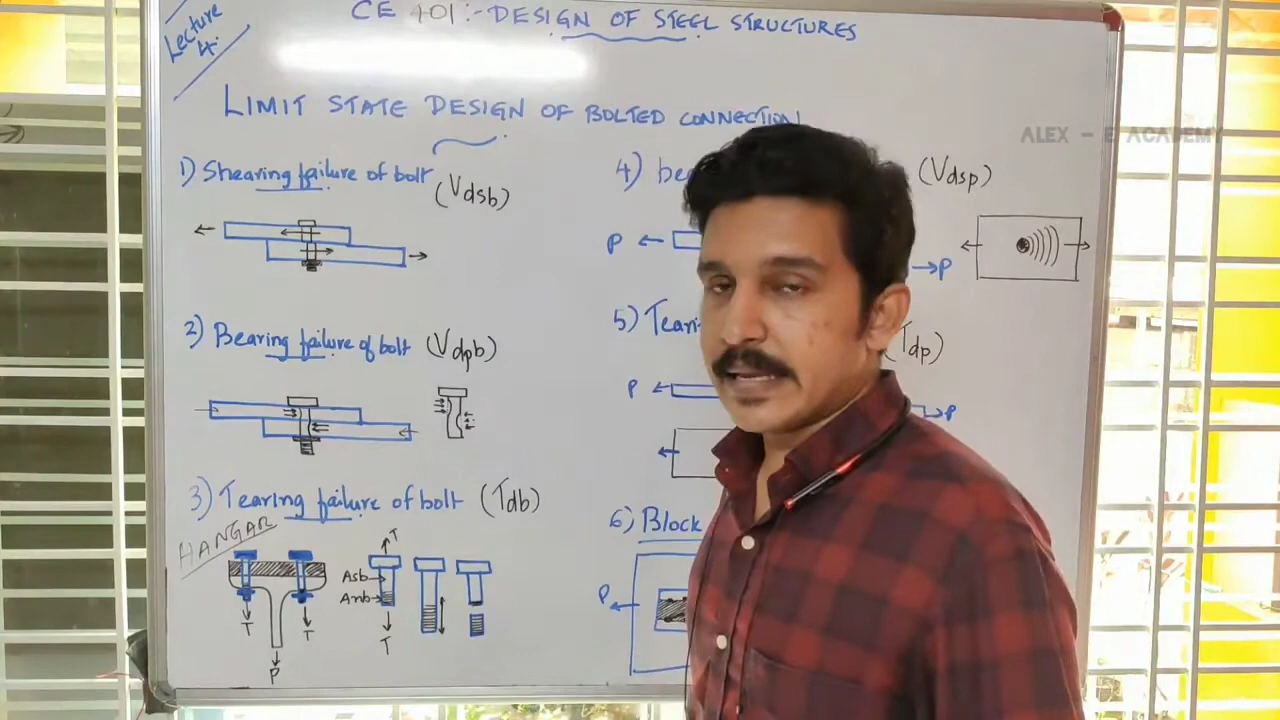 Lecture 4.
CE 401:- DESIGN OF STEEL STRUCTURES
LIMIT STATE DESIGN OF BOLTED CONNECTION
ALEX - E ACADEMY
1) Shearing failure of bolt (Vdsb)
2) Bearing failure of bolt (Vdpb)
3) Tearing failure of bolt (Tdb)
HANGAR
T
Asb
Anb
T
T
T
P
4) be
(Vdsp)
P
P
5) Teari
(Tdp)
P
P
6) Block
P